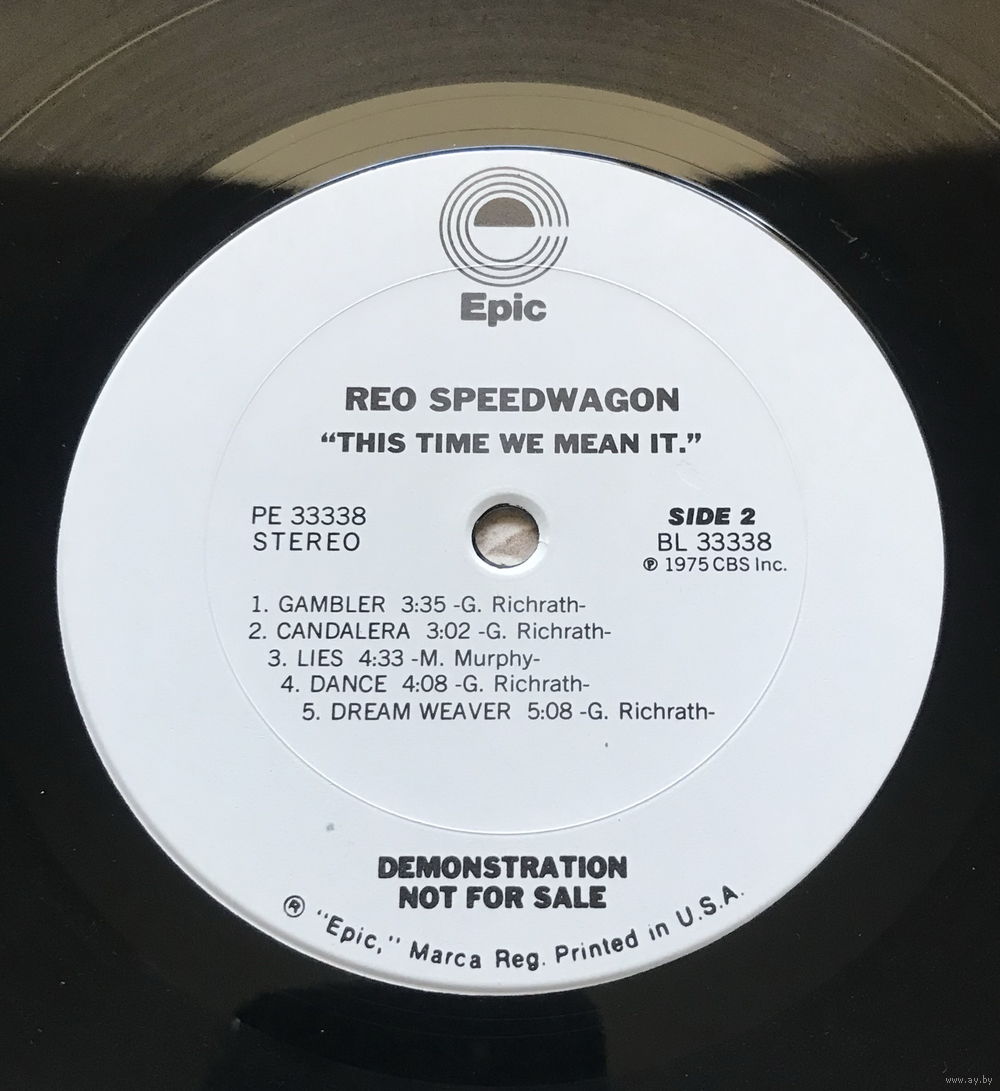 Epic
REO SPEEDWAGON
“THIS TIME WE MEAN IT.”
PE 33338
STEREO
SIDE 2
BL 33338
℗ 1975 CBS Inc.
1. GAMBLER 3:35 -G. Richrath-
2. CANDALERA 3:02 -G. Richrath-
3. LIES 4:33 -M. Murphy-
4. DANCE 4:08 -G. Richrath-
5. DREAM WEAVER 5:08 -G. Richrath-
DEMONSTRATION
NOT FOR SALE
® "Epic," Marca Reg. Printed in U.S.A.
www.ay.by